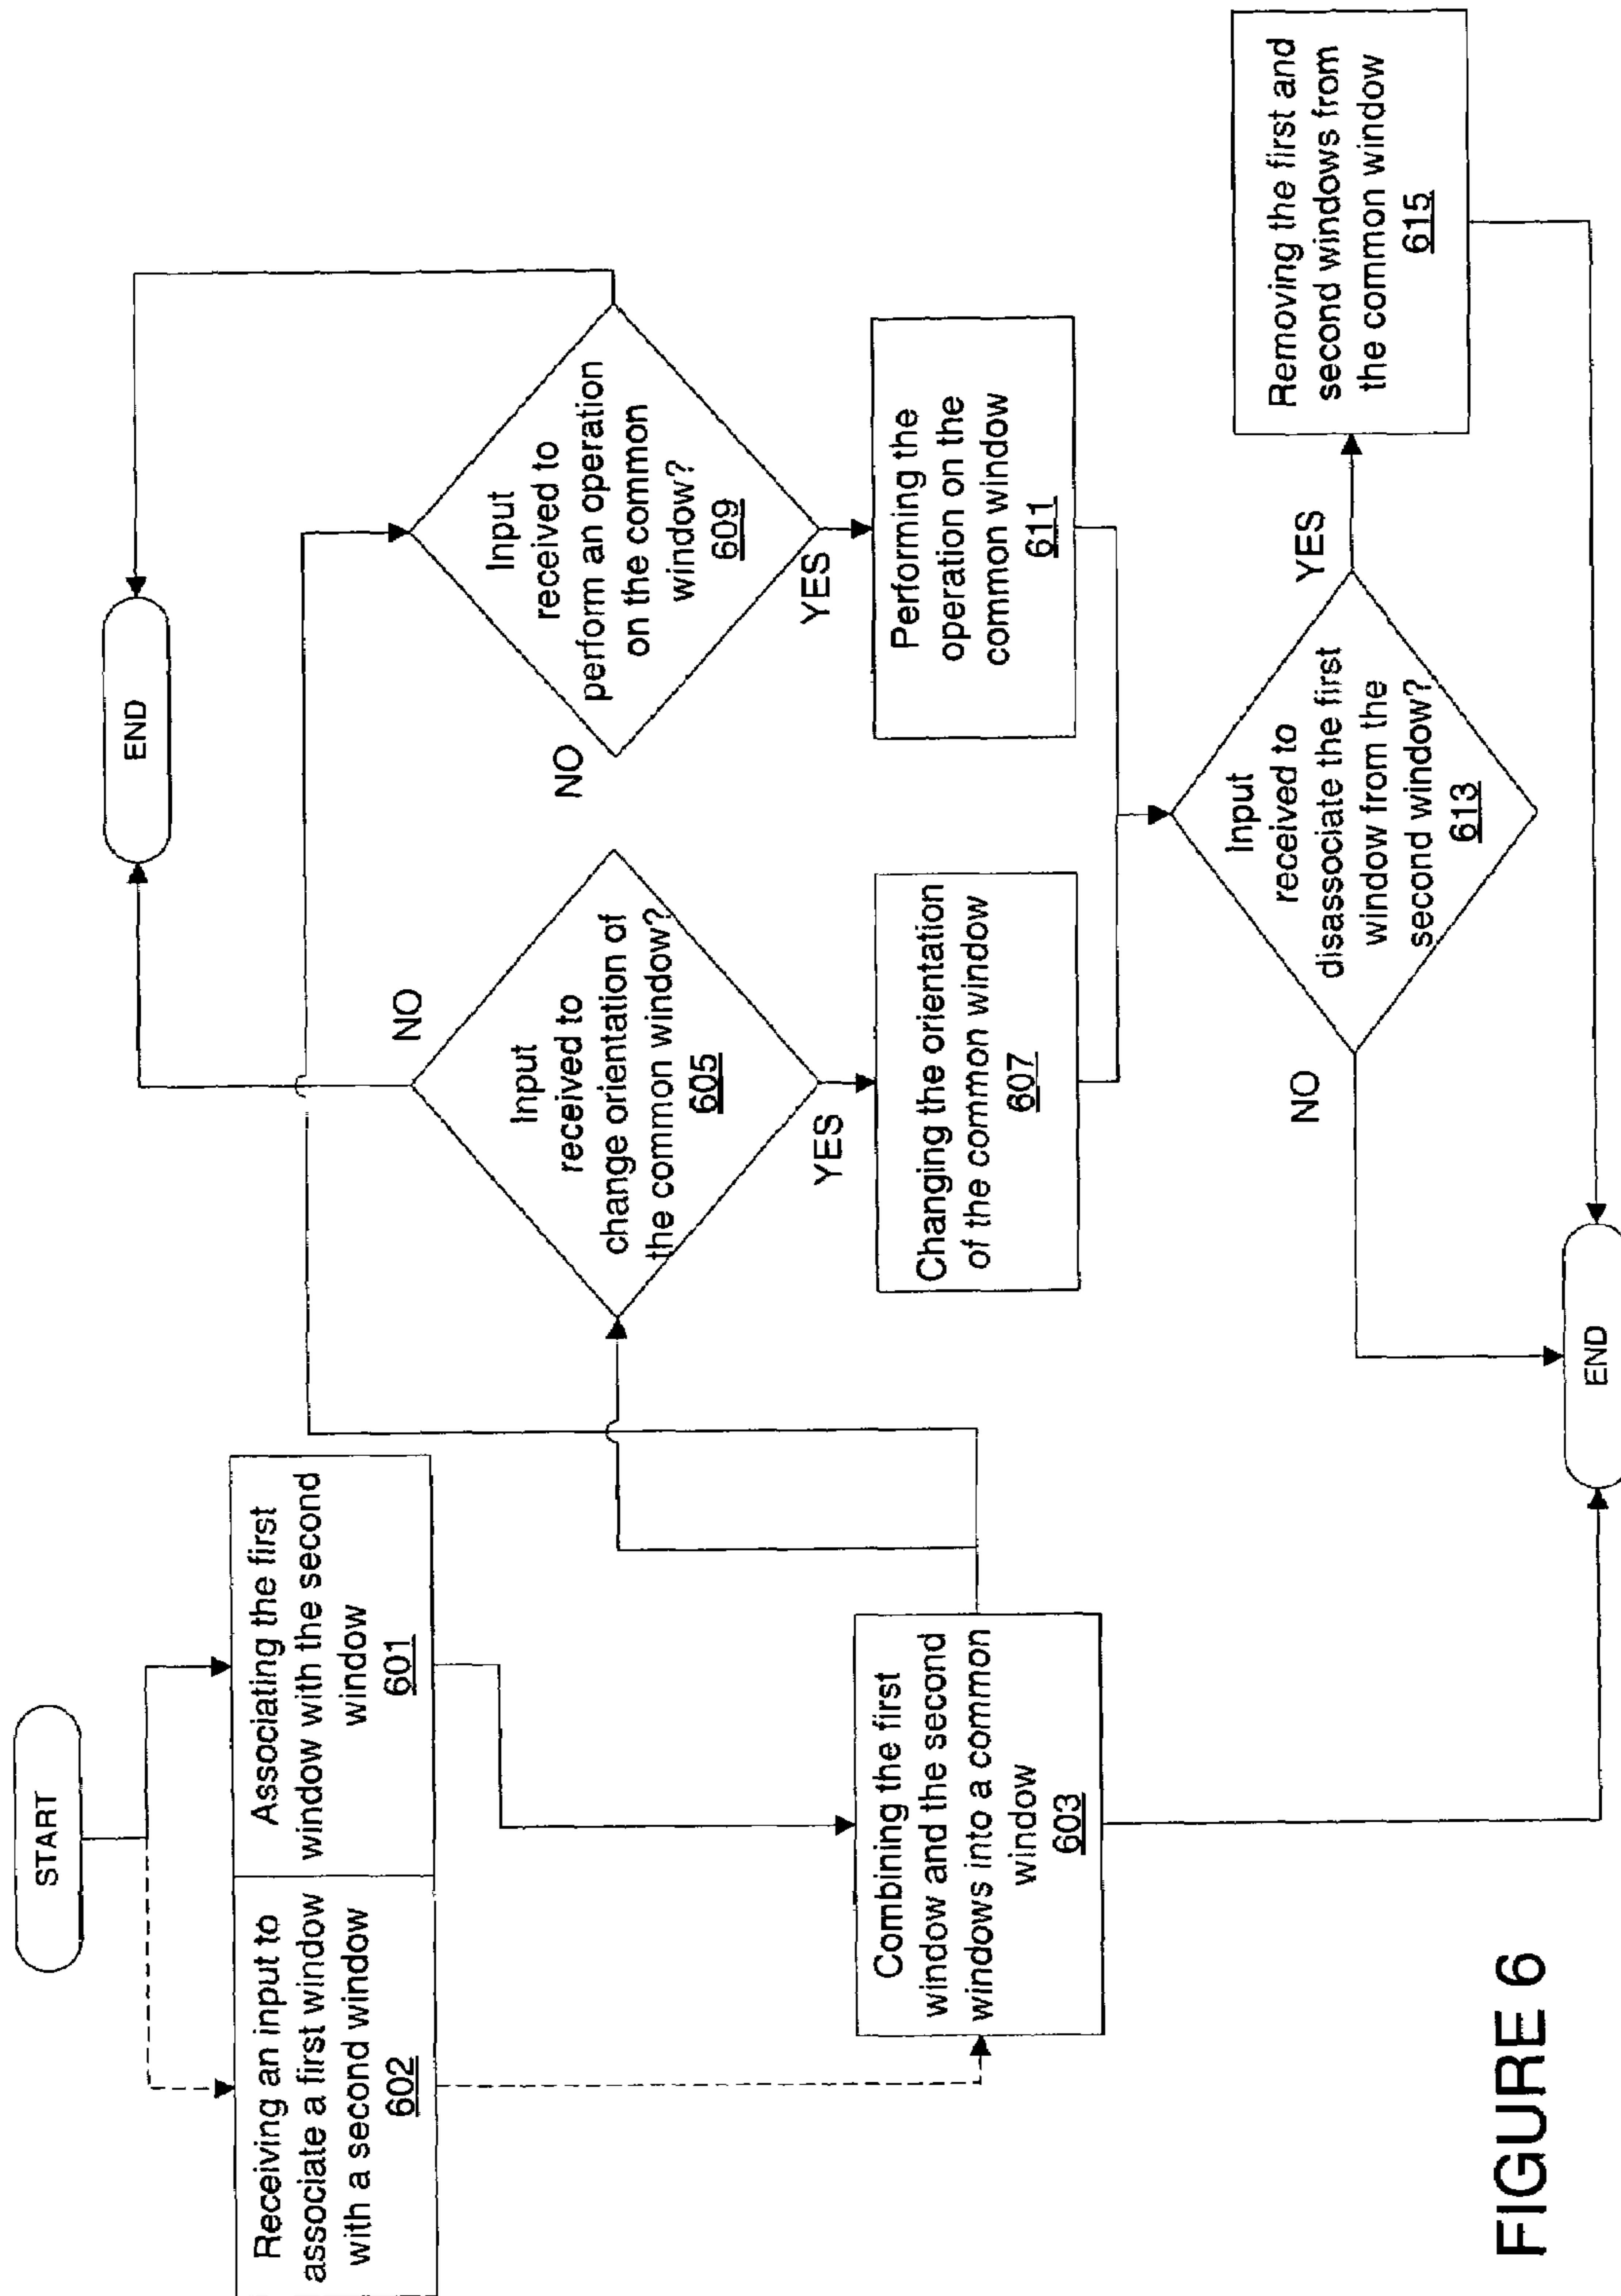 START
Receiving an input to
associate a first window
with a second window
602
Associating the first
window with the second
window
601
Combining the first
window and the second
windows into a common
window
603
END
Input
received to
change orientation of
the common window?
605
NO
YES
Changing the orientation
of the common window
607
Input
received to
perform an operation
on the common
window?
609
NO
YES
Performing the
operation on the
common window
611
Input
received to
disassociate the first
window from the
second window?
613
NO
YES
Removing the first and
second windows from
the common window
615
END
FIGURE 6